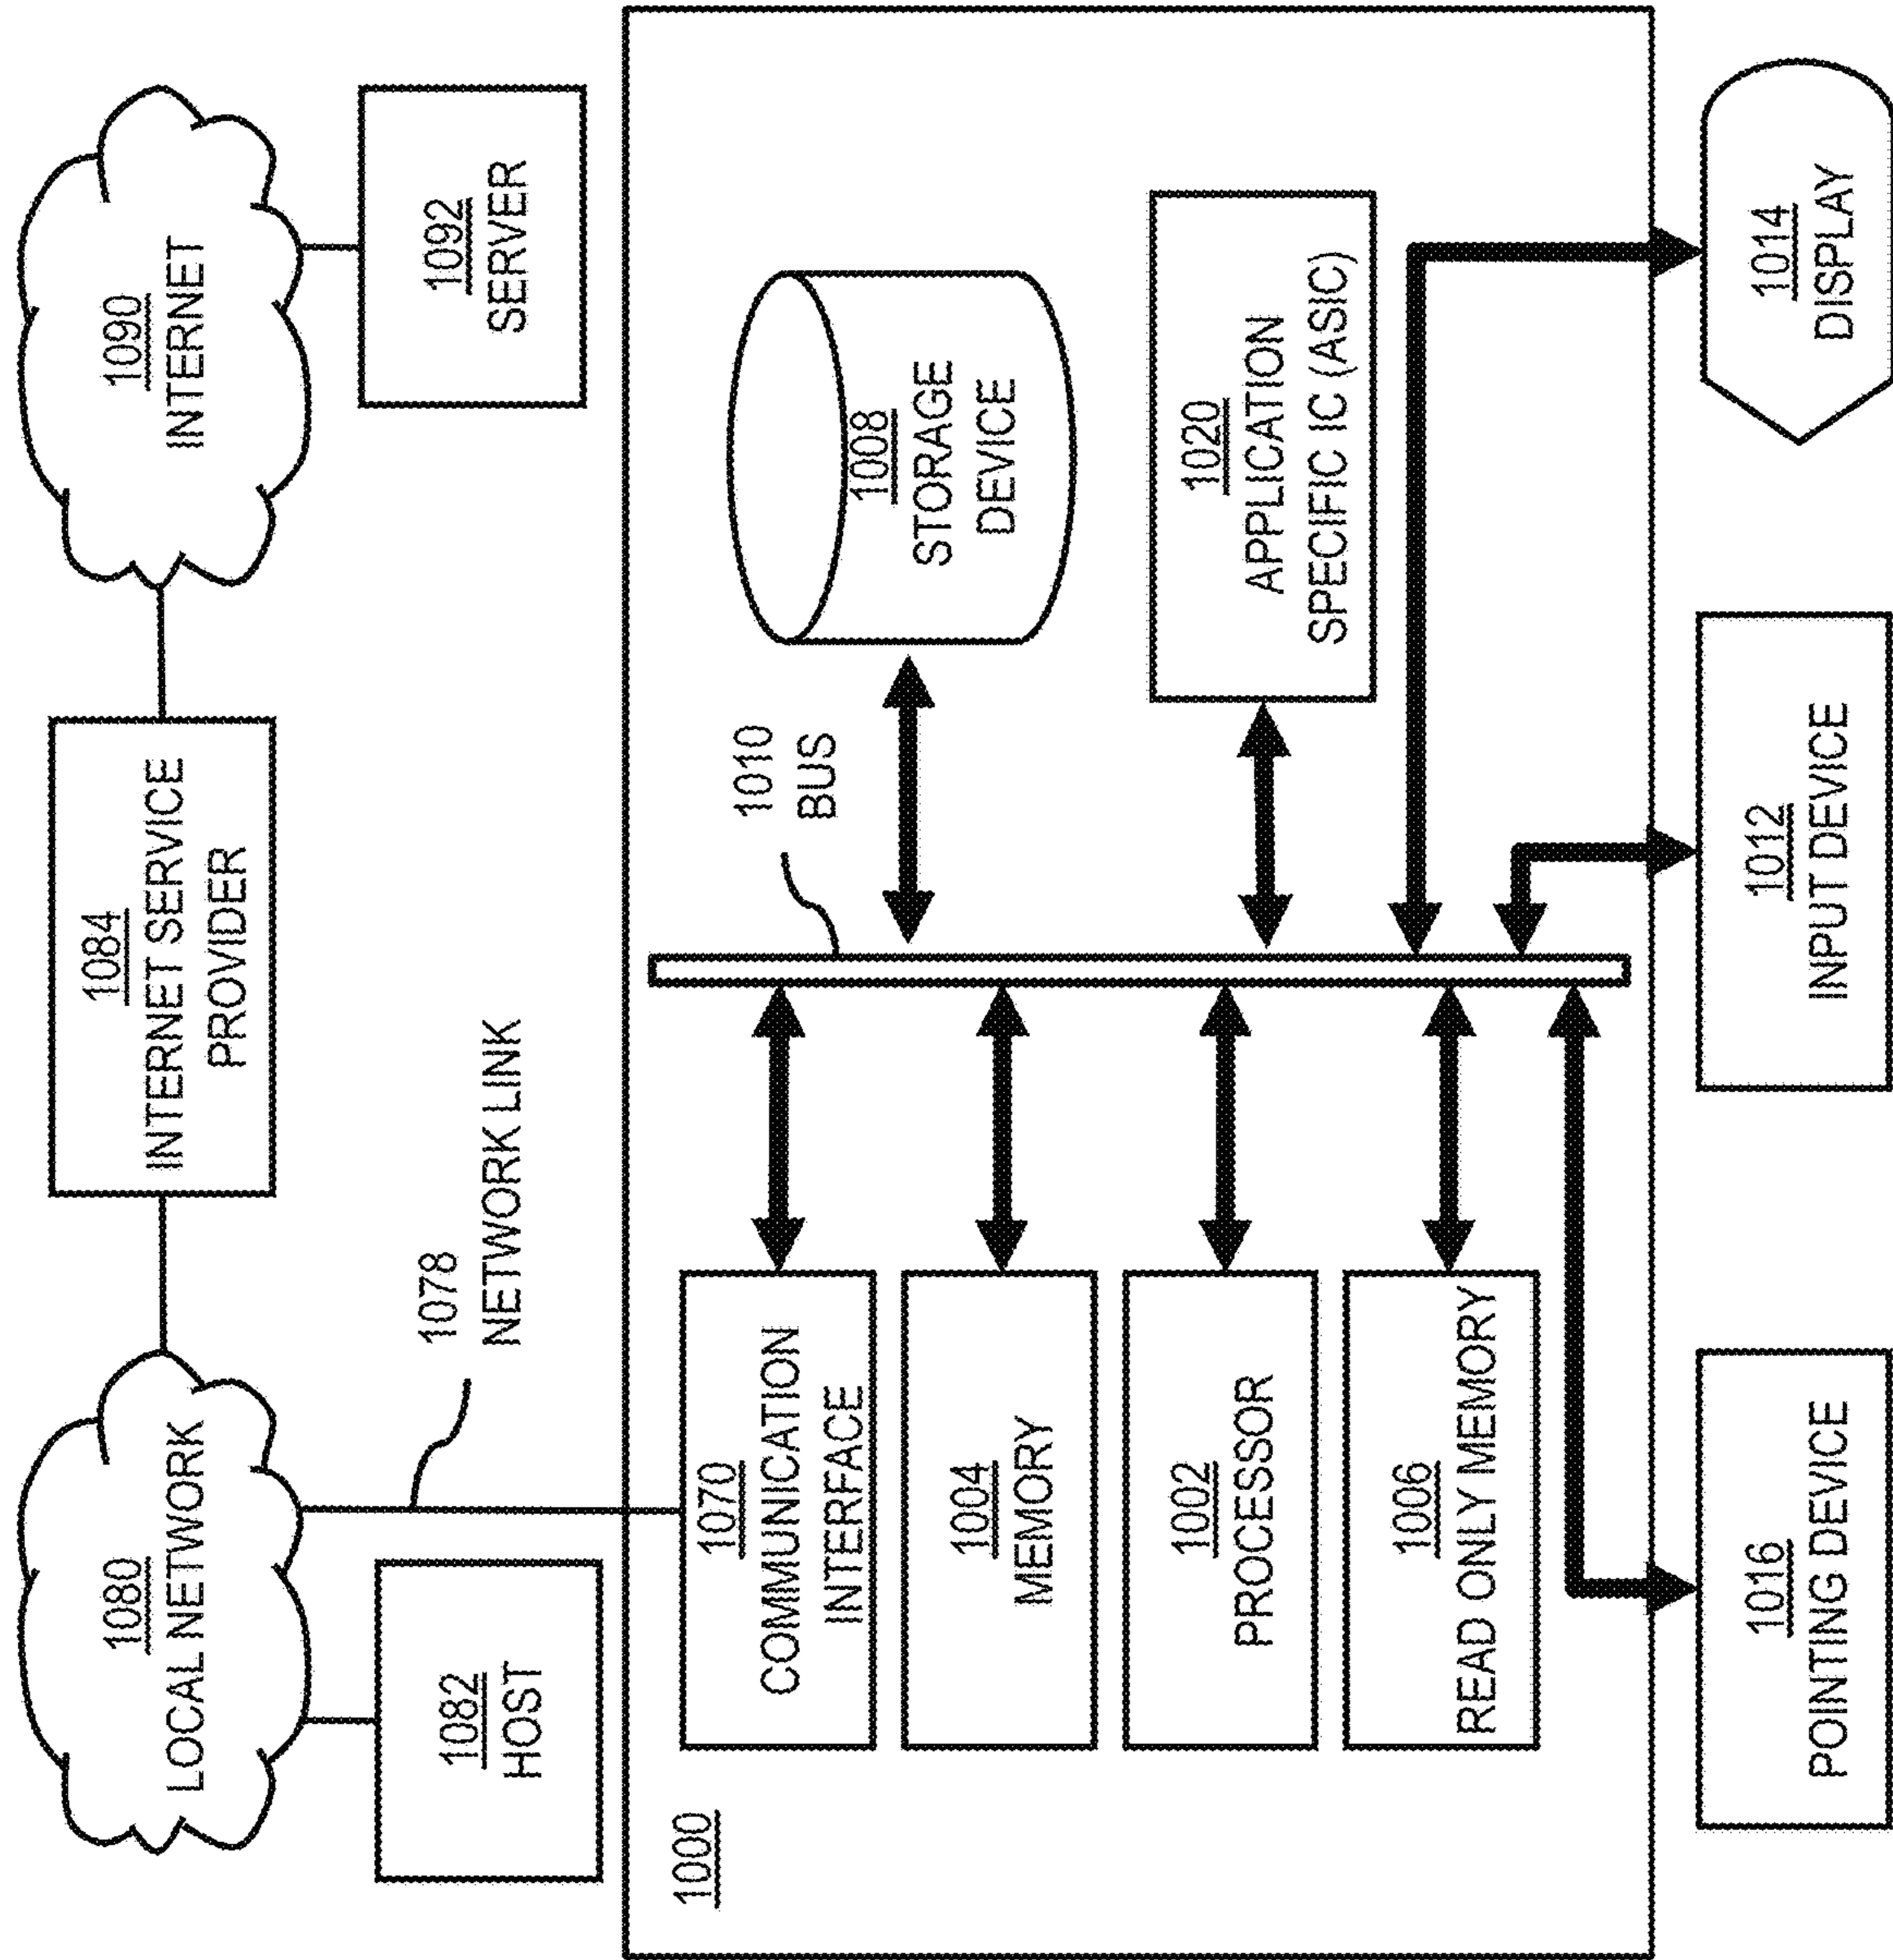 1080
LOCAL NETWORK
1084
INTERNET SERVICE
PROVIDER
1090
INTERNET
1082
HOST
1078
NETWORK LINK
1092
SERVER
1000
1070
COMMUNICATION
INTERFACE
1010
BUS
1008
STORAGE
DEVICE
1004
MEMORY
1002
PROCESSOR
1020
APPLICATION
SPECIFIC IC (ASIC)
1006
READ ONLY MEMORY
1016
POINTING DEVICE
1012
INPUT DEVICE
1014
DISPLAY